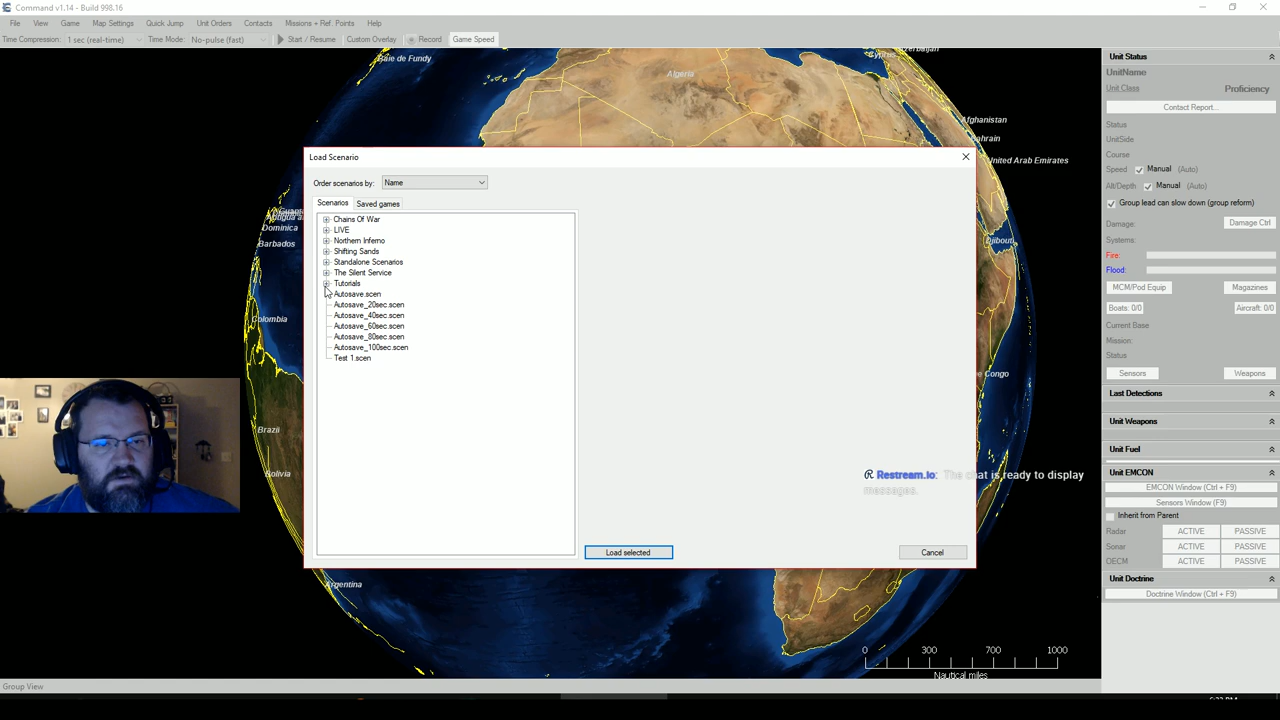 Command v1.14 - Build 998.16
File View Game Map Settings Quick Jump Unit Orders Contacts Missions + Ref. Points Help
Time Compression: 1 sec (real-time) Time Mode: No-pulse (fast) Start / Resume Custom Overlay Record Game Speed
Baie de Fundy
Algeria
Afghanistan
Bahrain
United Arab Emirates
Dominica
Barbados
Djibouti
Colombia
Brazil
Bolivia
Argentina
Load Scenario
Order scenarios by: Name
Scenarios Saved games
Chains Of War
LIVE
Northern Inferno
Shifting Sands
Standalone Scenarios
The Silent Service
Tutorials
Autosave.scen
Autosave_20sec.scen
Autosave_40sec.scen
Autosave_60sec.scen
Autosave_80sec.scen
Autosave_100sec.scen
Test 1.scen
Load selected Cancel
Restream.io: The chat is ready to display
messages.
0 300 700 1000
Nautical miles
Unit Status
UnitName
Unit Class Proficiency
Contact Report...
Status
UnitSide
Course
Speed Manual (Auto)
Alt/Depth Manual (Auto)
Group lead can slow down (group reform)
Damage: Damage Ctrl
Systems:
Fire:
Flood:
MCM/Pod Equip Magazines
Boats: 0/0 Aircraft: 0/0
Current Base
Mission:
Status
Sensors Weapons
Last Detections
Unit Weapons
Unit Fuel
Unit EMCON
EMCON Window (Ctrl + F9)
Sensors Window (F9)
Inherit from Parent
Radar ACTIVE PASSIVE
Sonar ACTIVE PASSIVE
OECM ACTIVE PASSIVE
Unit Doctrine
Doctrine Window (Ctrl + F9)
Group View